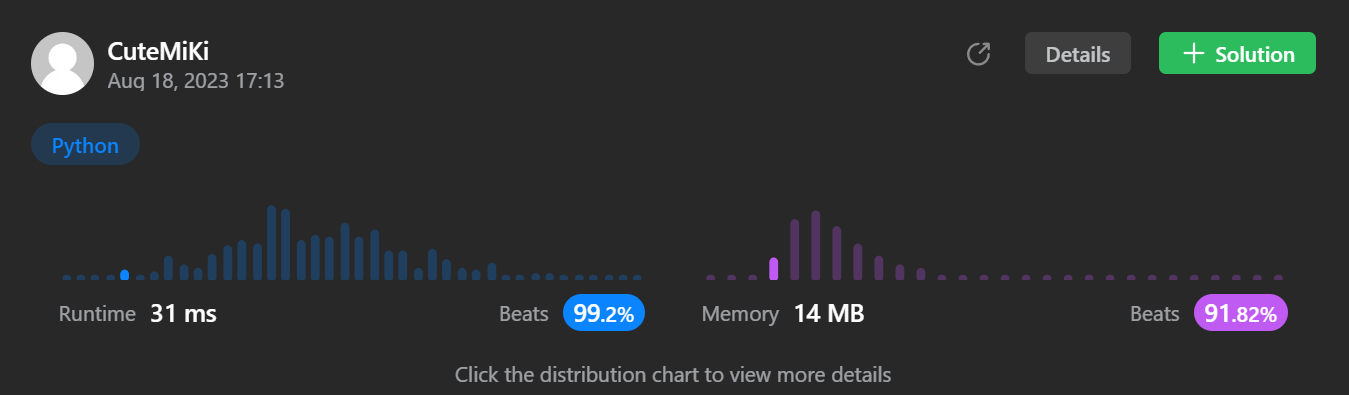 CuteMiKi
Details
+ Solution
Aug 18, 2023 17:13
Python
Runtime 31 ms Beats 99.2%
Memory 14 MB Beats 91.82%
Click the distribution chart to view more details